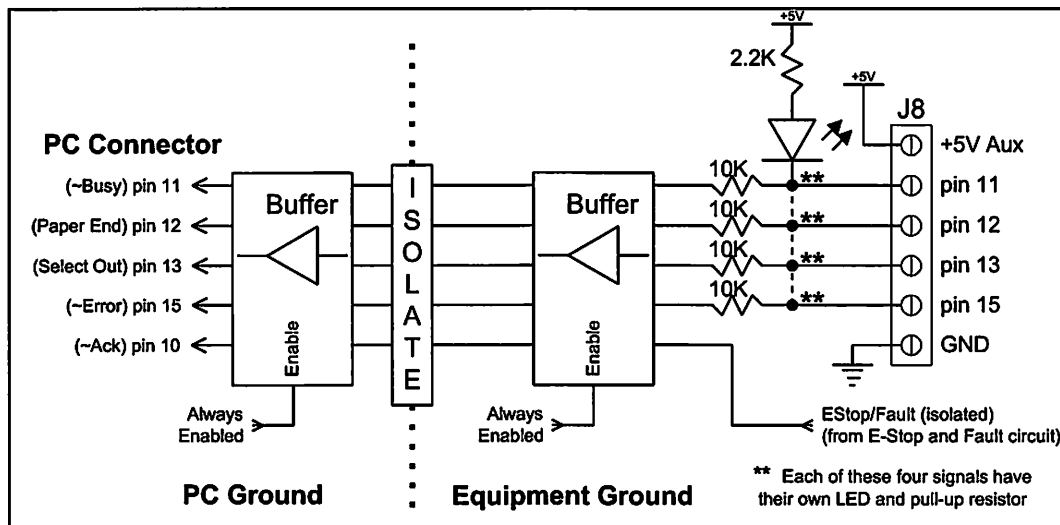 +5V
2.2K
+5V
J8
PC Connector
+5V Aux
(~Busy) pin 11
Buffer
ISOLATE
Buffer
10K
**
pin 11
(Paper End) pin 12
10K
**
pin 12
(Select Out) pin 13
10K
**
pin 13
(~Error) pin 15
10K
**
pin 15
(~Ack) pin 10
Enable
Enable
GND
Always
Enabled
Always
Enabled
EStop/Fault (isolated)
(from E-Stop and Fault circuit)
PC Ground
Equipment Ground
** Each of these four signals have
their own LED and pull-up resistor